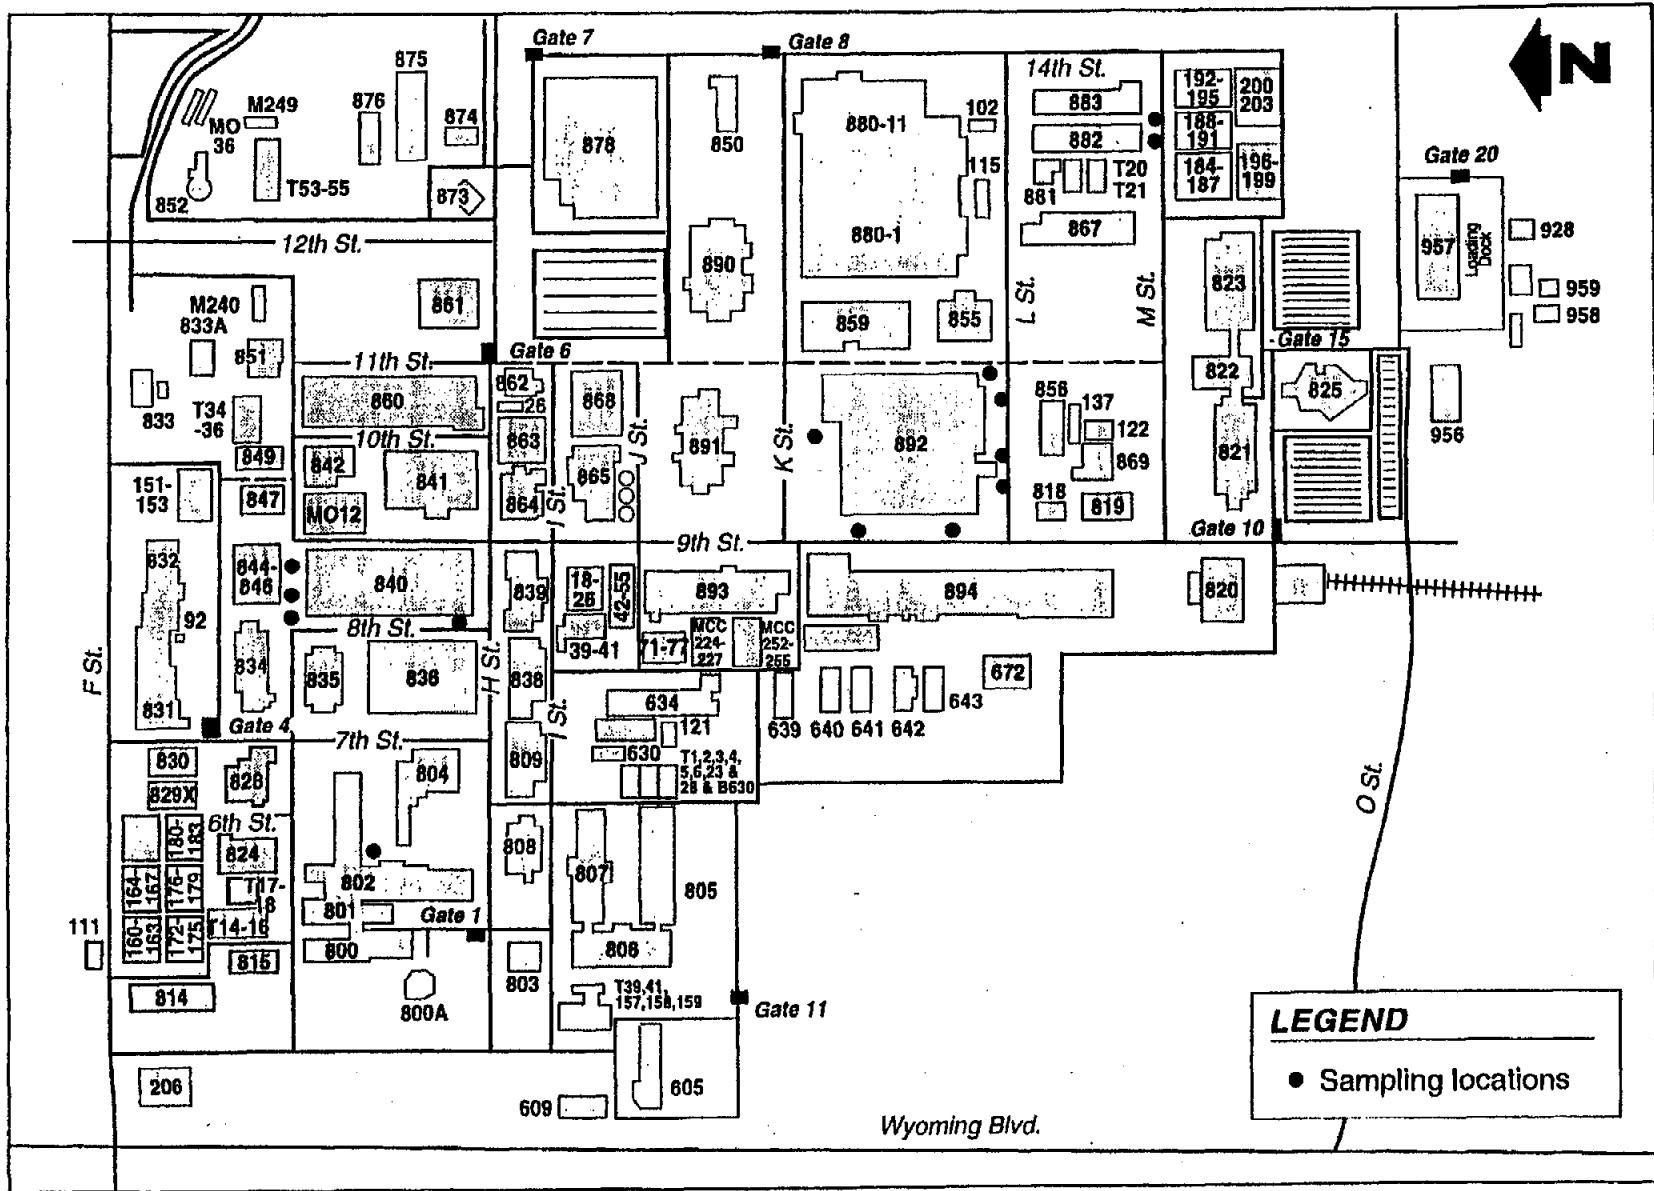 Gate 7
Gate 8
N
875
14th St.
192-
195
200
203
M249
876
874
883
102
MO
36
878
850
880-11
882
188-
191
115
T20
T21
184-
187
196-
199
Gate 20
T53-55
873
881
852
867
880-1
957
Loading
Dock
928
12th St.
890
823
M240
861
L St.
M St.
959
833A
859
855
958
851
11th St.
Gate 6
Gate 15
862
822
825
860
26
868
856
833
T34
-36
137
10th St.
863
J St.
891
K St.
892
122
956
849
842
841
865
869
821
151-
153
847
MO12
864
I St.
818
819
Gate 10
9th St.
832
844-
846
840
839
18-
26
42-55
893
894
820
92
8th St.
39-41
71-77
MCC
224-
227
MCC
252-
255
F St.
834
835
836
H St.
838
672
831
634
Gate 4
I St.
121
639
640
641
642
643
7th St.
830
828
804
809
630
T1,2,3,4,
5,6,23 &
28 & B630
829X
O St.
6th St.
180-
183
808
824
164-
167
176-
179
802
807
805
T17-
8
801
Gate 1
111
160-
163
172-
175
T14-16
800
806
815
803
814
800A
T39,41,
157,158,159
Gate 11
LEGEND
Sampling locations
206
605
609
Wyoming Blvd.